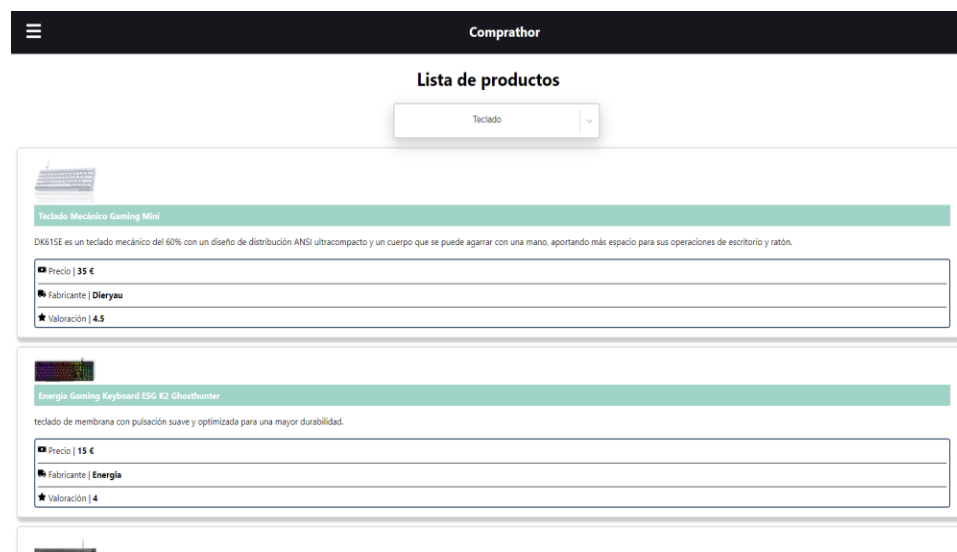 Comprathor
Lista de productos
Teclado
Teclado Mecánico Gaming Mini
DK61SE es un teclado mecánico del 60% con un diseño de distribución ANSI ultracompacto y un cuerpo que se puede agarrar con una mano, aportando más espacio para sus operaciones de escritorio y ratón.
Precio | 35 €
Fabricante | Dieryau
Valoración | 4.5
Energía Gaming Keyboard ESG K2 Ghosthunter
teclado de membrana con pulsación suave y optimizada para una mayor durabilidad.
Precio | 15 €
Fabricante | Energía
Valoración | 4